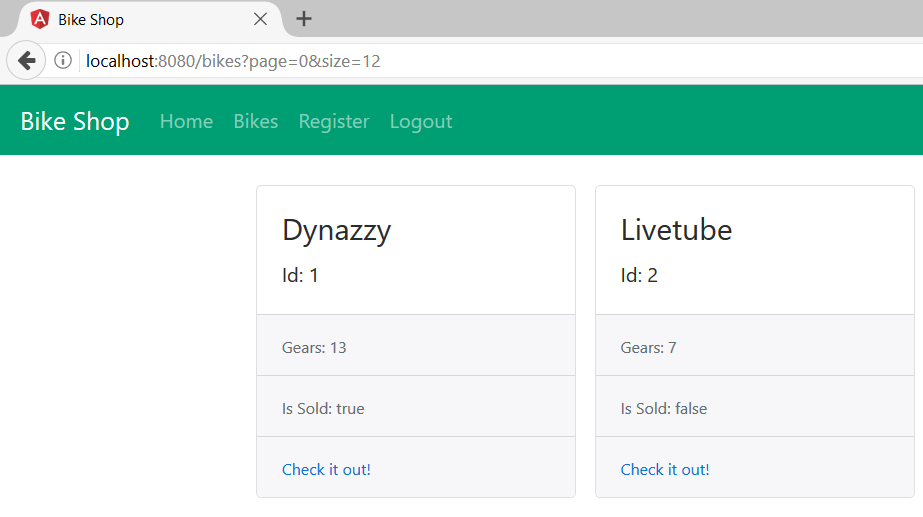 Bike Shop
localhost:8080/bikes?page=0&size=12
Bike Shop Home Bikes Register Logout
Dynazzy
Id: 1
Gears: 13
Is Sold: true
Check it out!
Livetube
Id: 2
Gears: 7
Is Sold: false
Check it out!